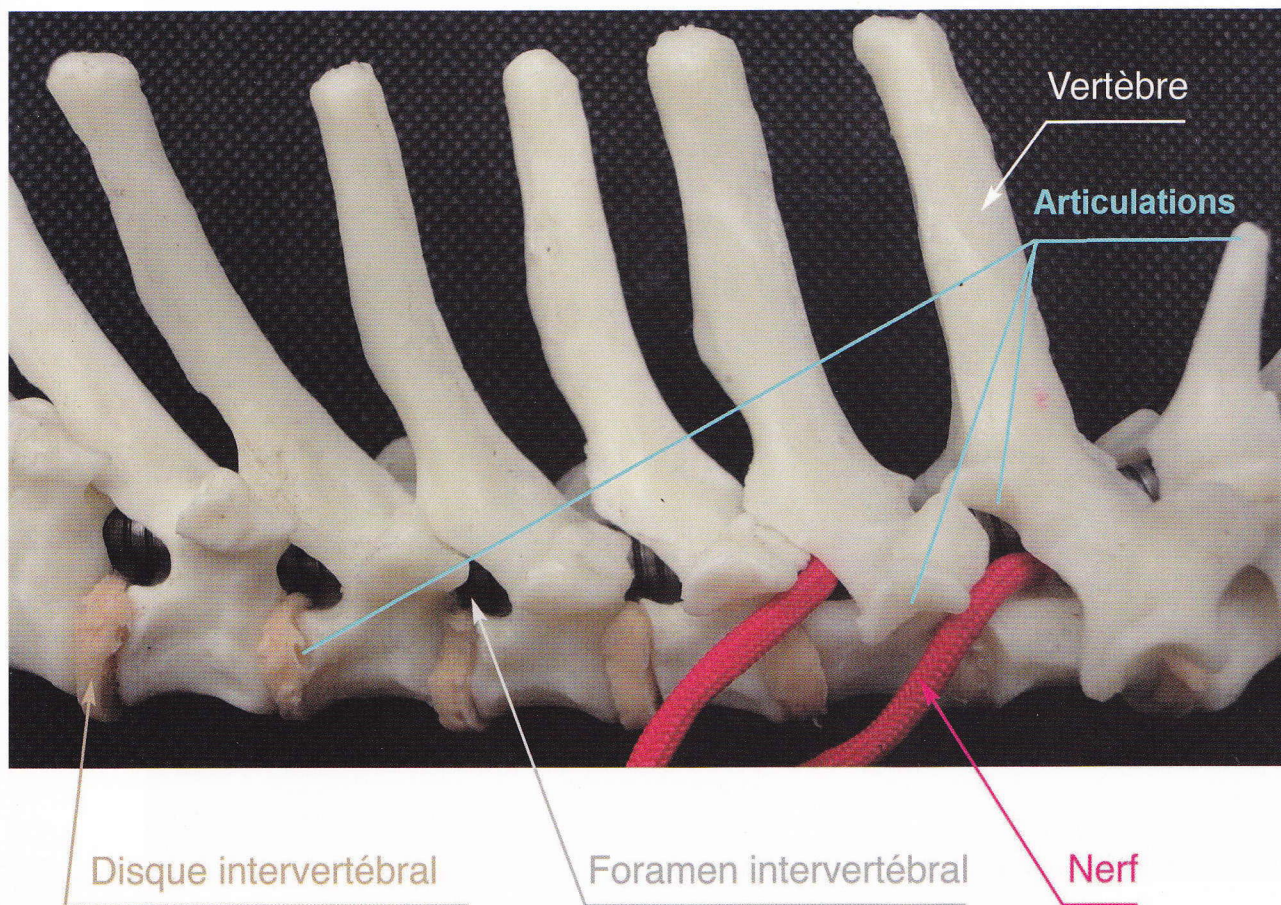 Vertèbre
Articulations
Disque intervertébral
Foramen intervertébral
Nerf